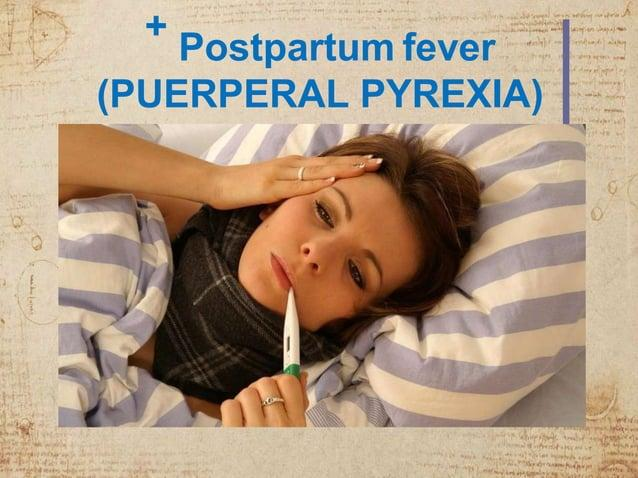 +
Postpartum fever
(PUERPERAL PYREXIA)